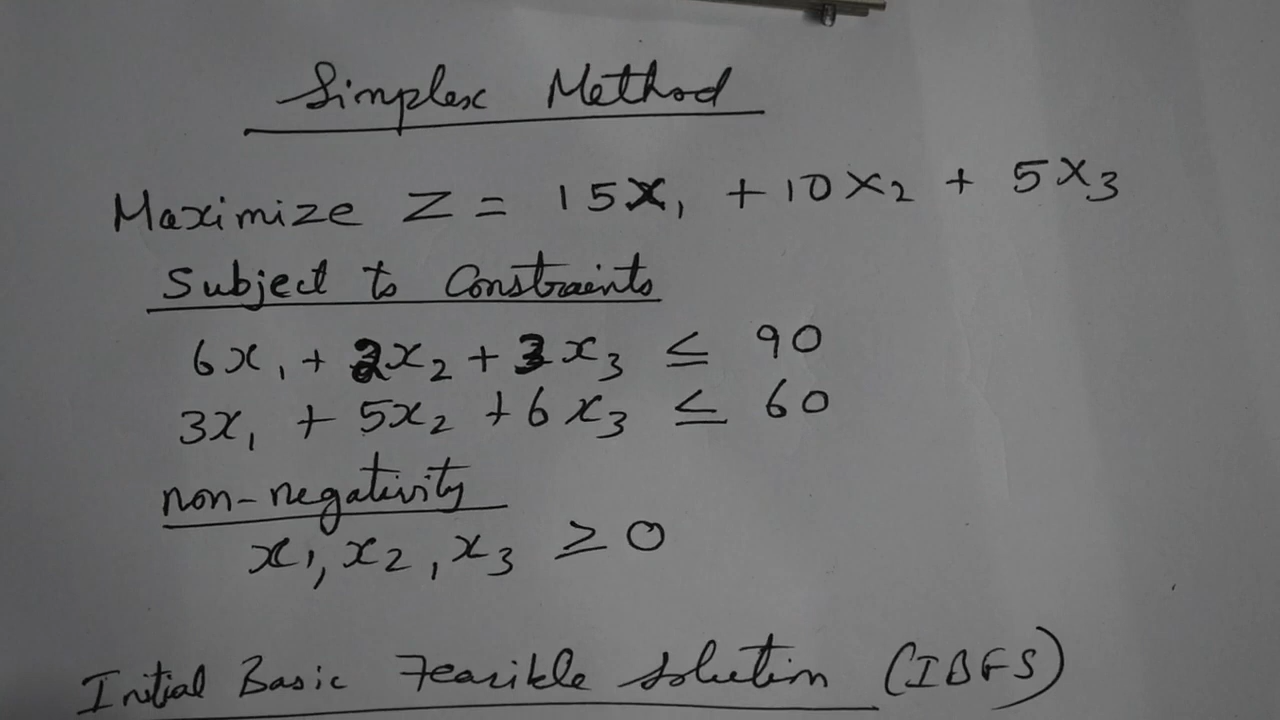 Simplex Method
Maximize Z = 15x₁ + 10x₂ + 5x₃
Subject to Constraints
6x₁ + 2x₂ + 3x₃ ≤ 90
3x₁ + 5x₂ + 6x₃ ≤ 60
non-negativity
x₁, x₂, x₃ ≥ 0
Initial Basic Feasible Solution (IBFS)